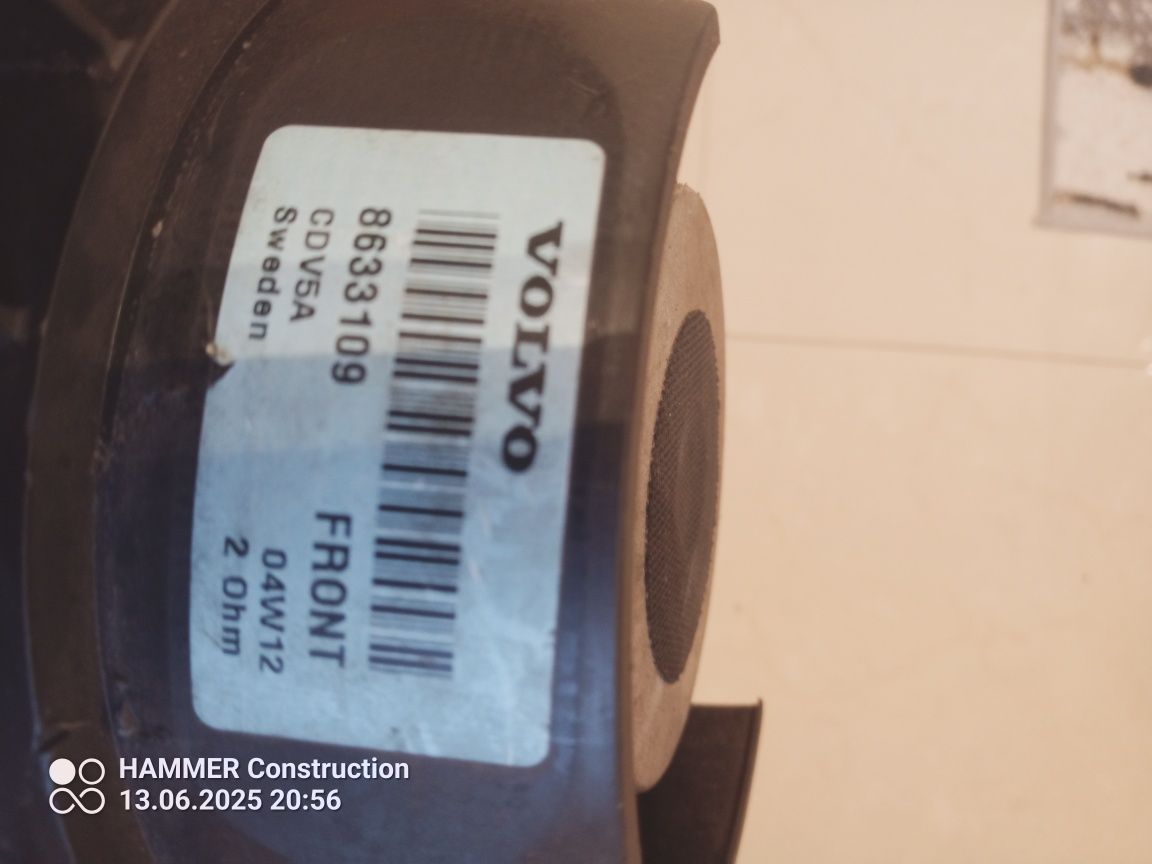 VOLVO
8633109 FRONT
CDV5A 04W12
Sweden 2 Ohm
HAMMER Construction
13.06.2025 20:56